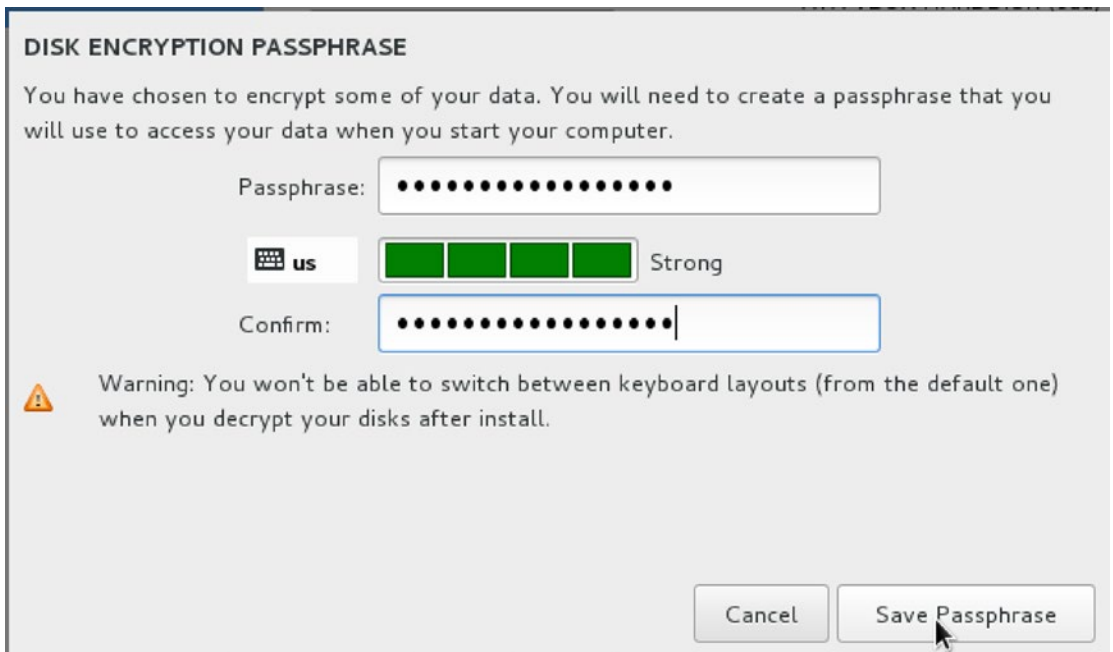 DISK ENCRYPTION PASSPHRASE
You have chosen to encrypt some of your data. You will need to create a passphrase that you
will use to access your data when you start your computer.
Passphrase: •••••••••••••••••
us Strong
Confirm: •••••••••••••••••
Warning: You won't be able to switch between keyboard layouts (from the default one)
when you decrypt your disks after install.
Cancel Save Passphrase